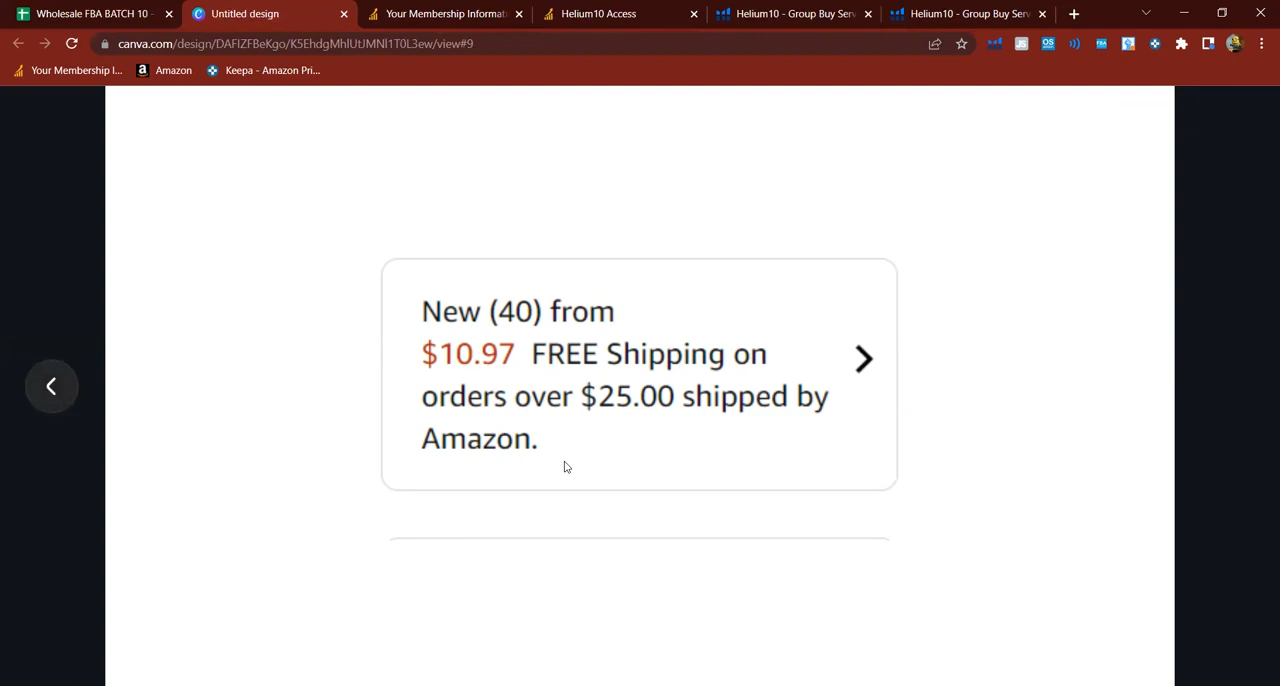 Wholesale FBA BATCH 10 -
Untitled design
Your Membership Informat
Helium10 Access
Helium10 - Group Buy Serv
Helium10 - Group Buy Serv
canva.com/design/DAFIZFBeKgo/K5EhdgMhlUtJMNl1T0L3ew/view#9
Your Membership I...
Amazon
Keepa - Amazon Pri...
New (40) from
$10.97 FREE Shipping on
orders over $25.00 shipped by
Amazon.